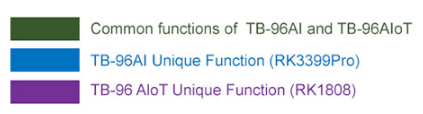 Common functions of TB-96AI and TB-96AIoT
TB-96AI Unique Function (RK3399Pro)
TB-96 AIoT Unique Function (RK1808)